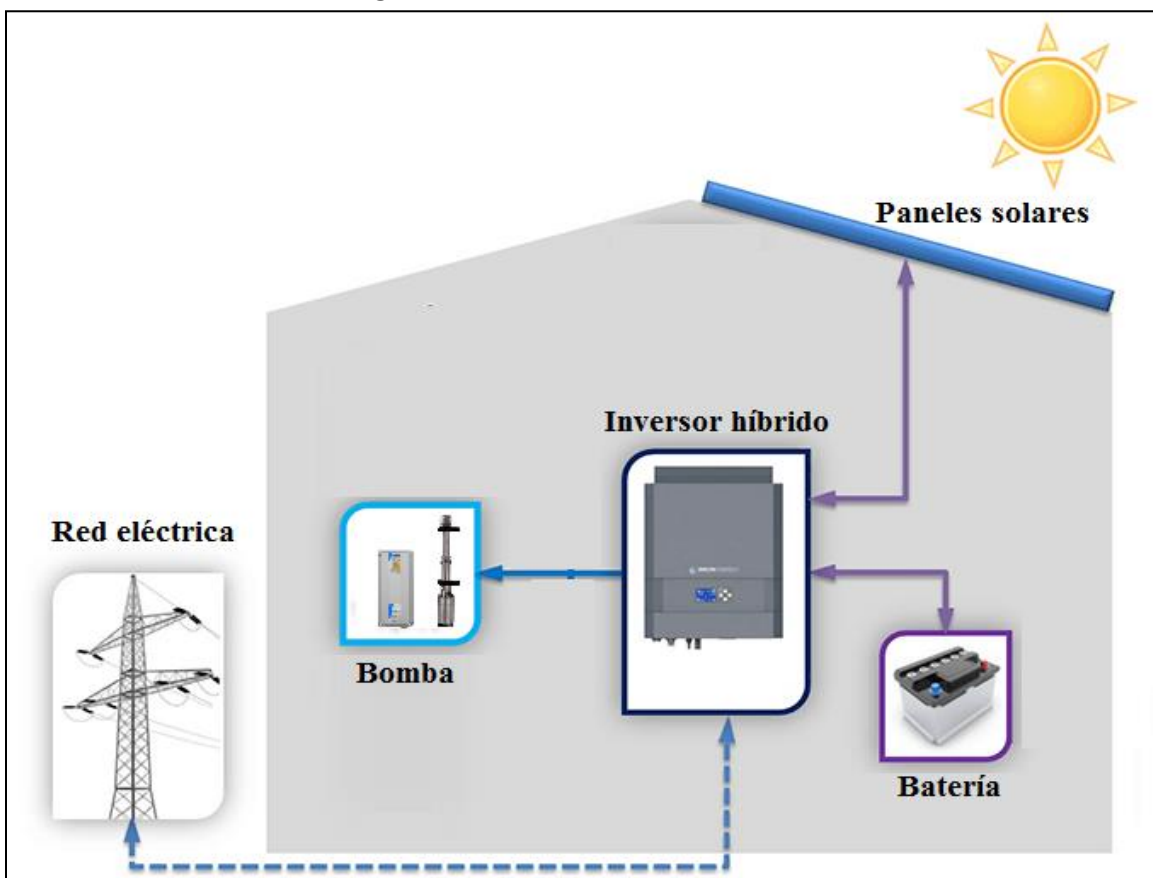 Paneles solares
Inversor híbrido
Red eléctrica
Bomba
Batería